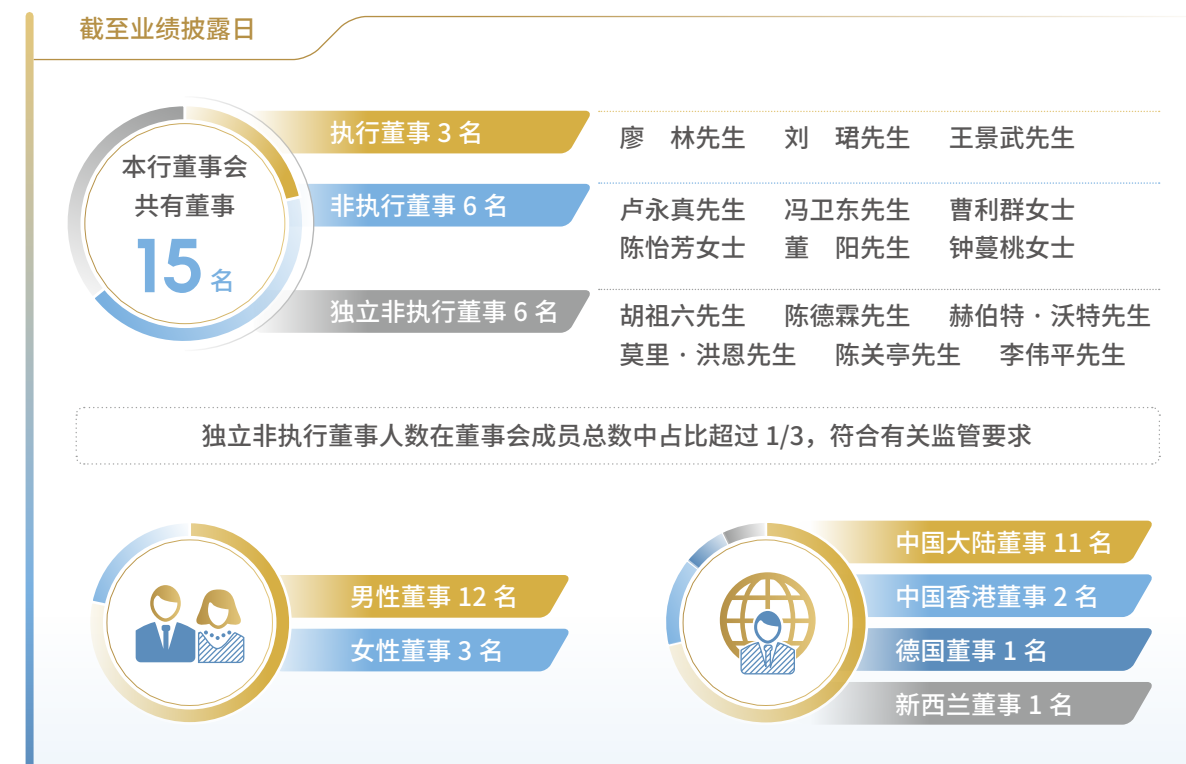 截至业绩披露日
本行董事会
共有董事
15 名
执行董事 3 名
廖　林先生　刘　珺先生　王景武先生
非执行董事 6 名
卢永真先生　冯卫东先生　曹利群女士
陈怡芳女士　董　阳先生　钟蔓桃女士
独立非执行董事 6 名
胡祖六先生　陈德霖先生　赫伯特·沃特先生
莫里·洪恩先生　陈关亭先生　李伟平先生
独立非执行董事人数在董事会成员总数中占比超过 1/3，符合有关监管要求
男性董事 12 名
女性董事 3 名
中国大陆董事 11 名
中国香港董事 2 名
德国董事 1 名
新西兰董事 1 名